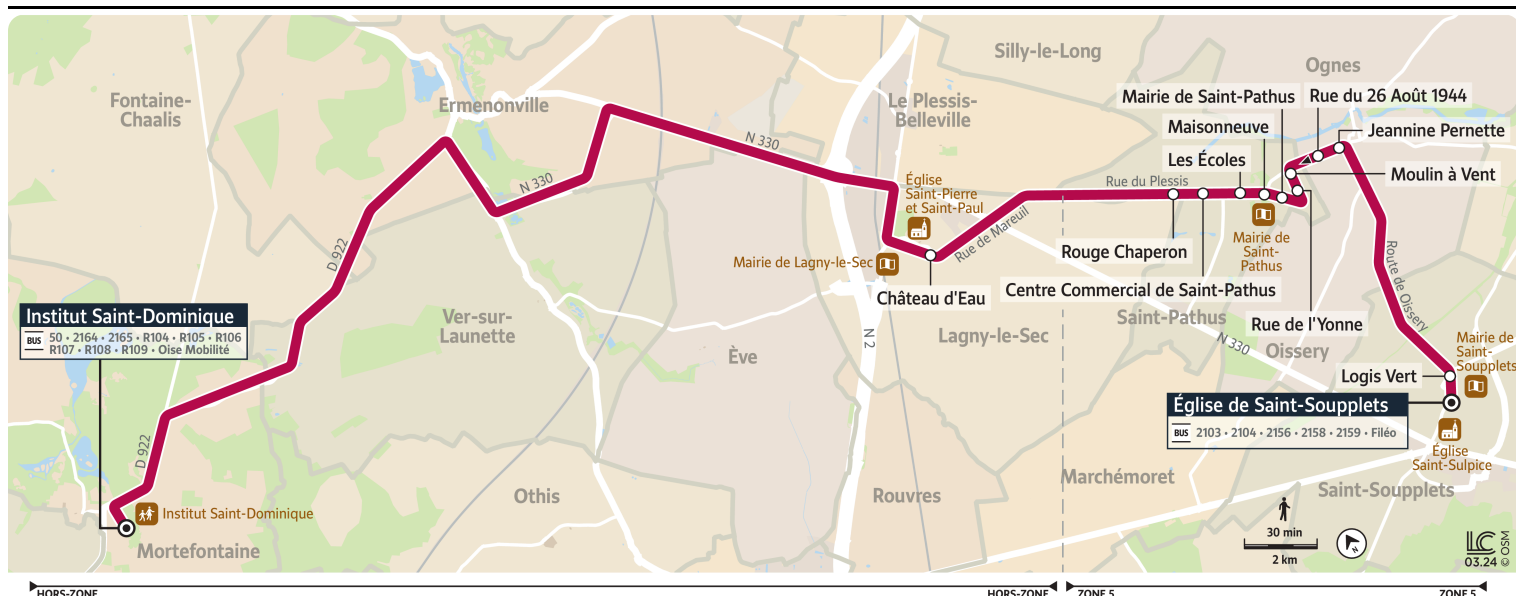 Silly-le-Long
Ognes
Fontaine-
Chaalis
Ermenonville
Le Plessis-
Belleville
Mairie de Saint-Pathus
Rue du 26 Août 1944
Maisonneuve
Jeannine Pernette
Les Écoles
Moulin à Vent
N 330
N 330
Église
Saint-Pierre
et Saint-Paul
Rue du Plessis
Rue de Mareuil
D 922
Mairie de Lagny-le-Sec
Château d'Eau
Rouge Chaperon
Mairie de
Saint-
Pathus
Centre Commercial de Saint-Pathus
Route de Oissery
Institut Saint-Dominique
BUS
50 • 2164 • 2165 • R104 • R105 • R106
R107 • R108 • R109 • Oise Mobilité
Ver-sur-
Launette
Ève
N 2
Lagny-le-Sec
Saint-Pathus
Rue de l'Yonne
N 330
Oissery
Mairie de
Saint-
Soupplets
Logis Vert
Église de Saint-Soupplets
BUS
2103 • 2104 • 2156 • 2158 • 2159 • Filéo
Église
Saint-Sulpice
D 922
Othis
Rouvres
Marchémoret
Saint-Soupplets
Institut Saint-Dominique
Mortefontaine
30 min
2 km
N
LC
03.24 © OSM
HORS-ZONE
HORS-ZONE
ZONE 5
ZONE 5